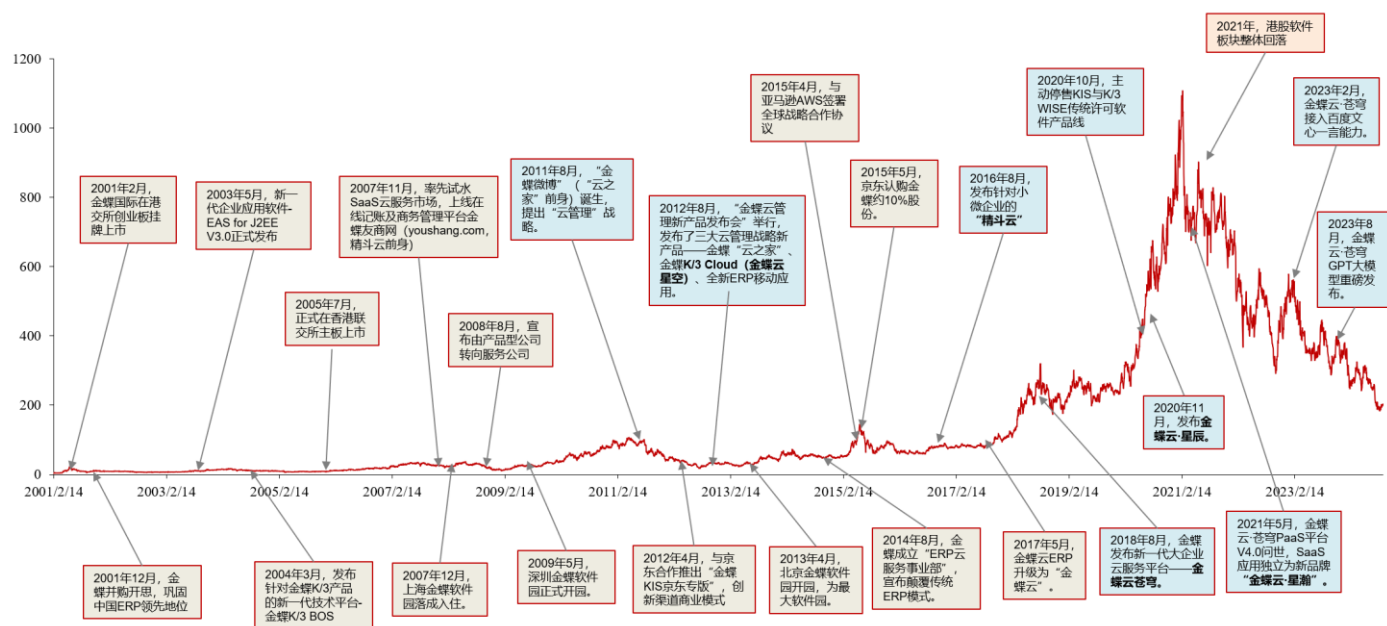 2021年，港股软件
板块整体回落
1200
1000
800
600
400
200
0
2001年2月，
金蝶国际在港
交所创业板挂
牌上市
2003年5月，新一
代企业应用软件-
EAS for J2EE
V3.0正式发布
2005年7月，
正式在香港联
交所主板上市
2007年11月，率先试水
SaaS云服务市场，上线在
线记账及商务管理平台金
蝶友商网（youshang.com，
精斗云前身）
2008年8月，宣
布由产品型公司
转向服务公司
2011年8月，“金
蝶微博”（“云之
家”前身）诞生，
提出“云管理”战
略。
2012年8月，“金蝶云管
理新产品发布会”举行，
发布了三大云管理战略新
产品——金蝶“云之家”、
金蝶K/3 Cloud（金蝶云
星空）、全新ERP移动应
用。
2015年4月，与
亚马逊AWS签署
全球战略合作协
议
2015年5月，
京东认购金
蝶约10%股
份。
2016年8月，
发布针对小
微企业的
“精斗云”
2020年10月，主
动停售KIS与K/3
WISE传统许可软
件产品线
2023年2月，
金蝶云·苍穹
接入百度文
心一言能力。
2023年8
月，金蝶
云·苍穹
GPT大模
型重磅发
布。
2020年11
月，发布金
蝶云·星辰。
2001/2/14
2003/2/14
2005/2/14
2007/2/14
2009/2/14
2011/2/14
2013/2/14
2015/2/14
2017/2/14
2019/2/14
2021/2/14
2023/2/14
2001年12月，金
蝶并购开思，巩固
中国ERP领先地位
2004年3月，发布
针对金蝶K/3产品
的新一代技术平台-
金蝶K/3 BOS
2007年12月，
上海金蝶软件
园落成入住。
2009年5月，
深圳金蝶软件
园正式开园。
2012年4月，与京
东合作推出“金蝶
KIS京东专版”，创
新渠道商业模式
2013年4月，
北京金蝶软件
园开园，为最
大软件园。
2014年8月，金
蝶成立“ERP云
服务事业部”，
宣布颠覆传统
ERP模式。
2017年5月，
金蝶云ERP
升级为“金
蝶云”。
2018年8月，金蝶
发布新一代大企业
云服务平台——金
蝶云苍穹。
2021年5月，金蝶
云·苍穹PaaS平台
V4.0问世，SaaS
应用独立为新品牌
“金蝶云·星瀚”。